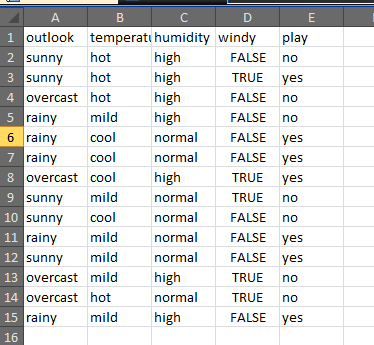 A B C D E
1 outlook temperatu humidity windy play
2 sunny hot high FALSE no
3 sunny hot high TRUE yes
4 overcast hot high FALSE no
5 rainy mild high FALSE no
6 rainy cool normal FALSE yes
7 rainy cool normal FALSE yes
8 overcast cool high TRUE yes
9 sunny mild normal TRUE no
10 sunny cool normal FALSE no
11 rainy mild normal FALSE yes
12 sunny mild normal FALSE yes
13 overcast mild high TRUE no
14 overcast hot normal TRUE no
15 rainy mild high FALSE yes
16